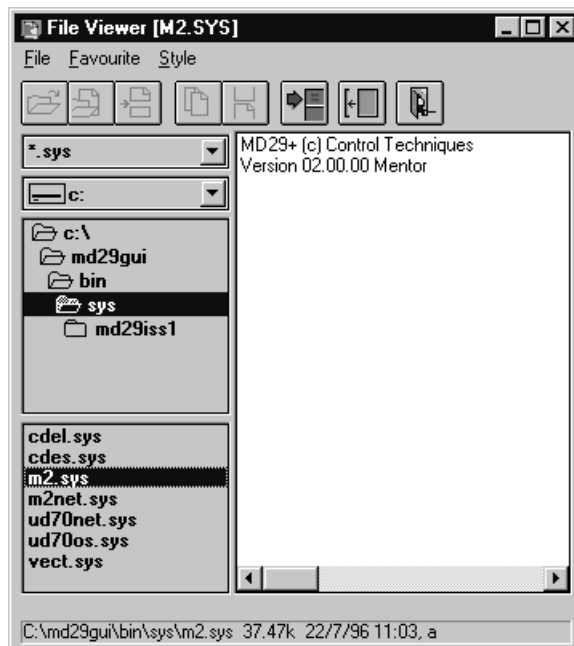 File Viewer [M2.SYS]
File Favourite Style
*.sys
c:
c:\
md29gui
bin
sys
md29iss1
cdel.sys
cdes.sys
m2.sys
m2net.sys
ud70net.sys
ud70os.sys
vect.sys
MD29+ (c) Control Techniques
Version 02.00.00 Mentor
C:\md29gui\bin\sys\m2.sys 37.47k 22/7/96 11:03, a